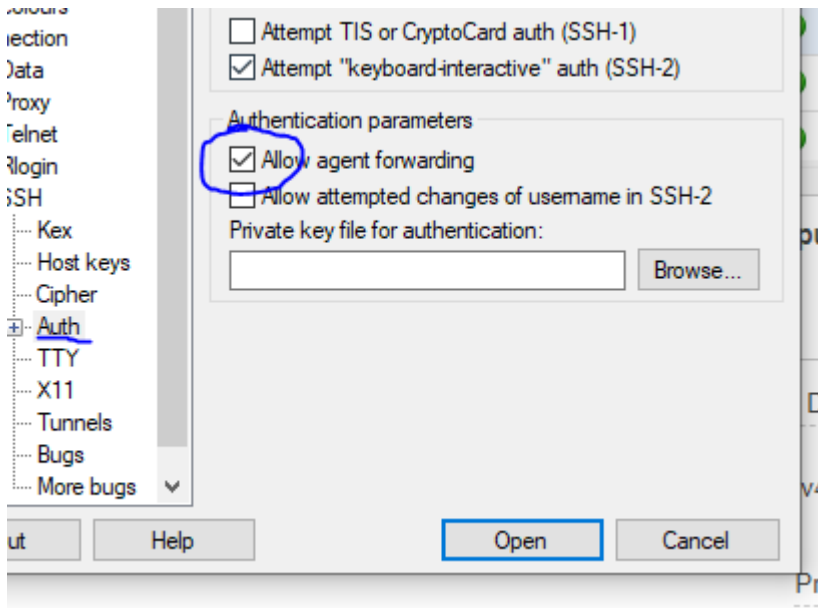 Attempt TIS or CryptoCard auth (SSH-1)
Attempt "keyboard-interactive" auth (SSH-2)
Authentication parameters
Allow agent forwarding
Allow attempted changes of username in SSH-2
Private key file for authentication:
Browse...
Kex
Host keys
Cipher
Auth
TTY
X11
Tunnels
Bugs
More bugs
Help
Open
Cancel